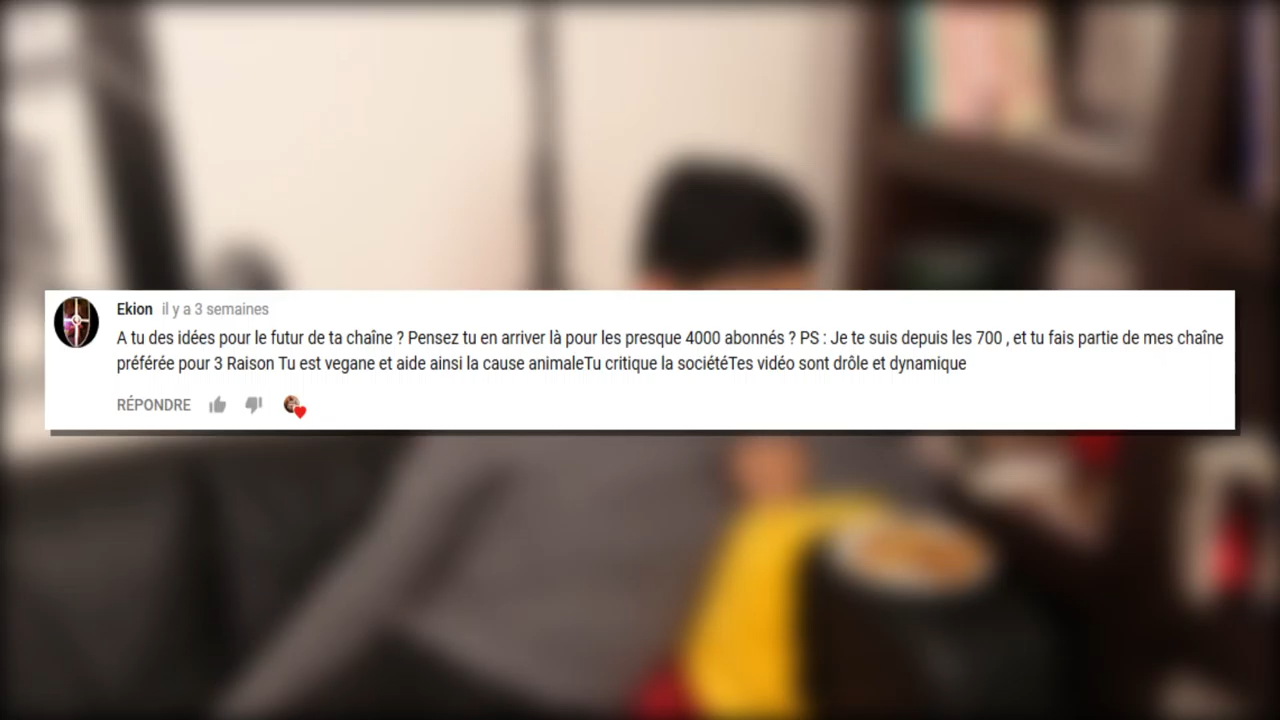 Ekion il y a 3 semaines
A tu des idées pour le futur de ta chaîne ? Pensez tu en arriver là pour les presque 4000 abonnés ? PS : Je te suis depuis les 700 , et tu fais partie de mes chaîne
préférée pour 3 Raison Tu est vegane et aide ainsi la cause animaleTu critique la sociétéTes vidéo sont drôle et dynamique
RÉPONDRE